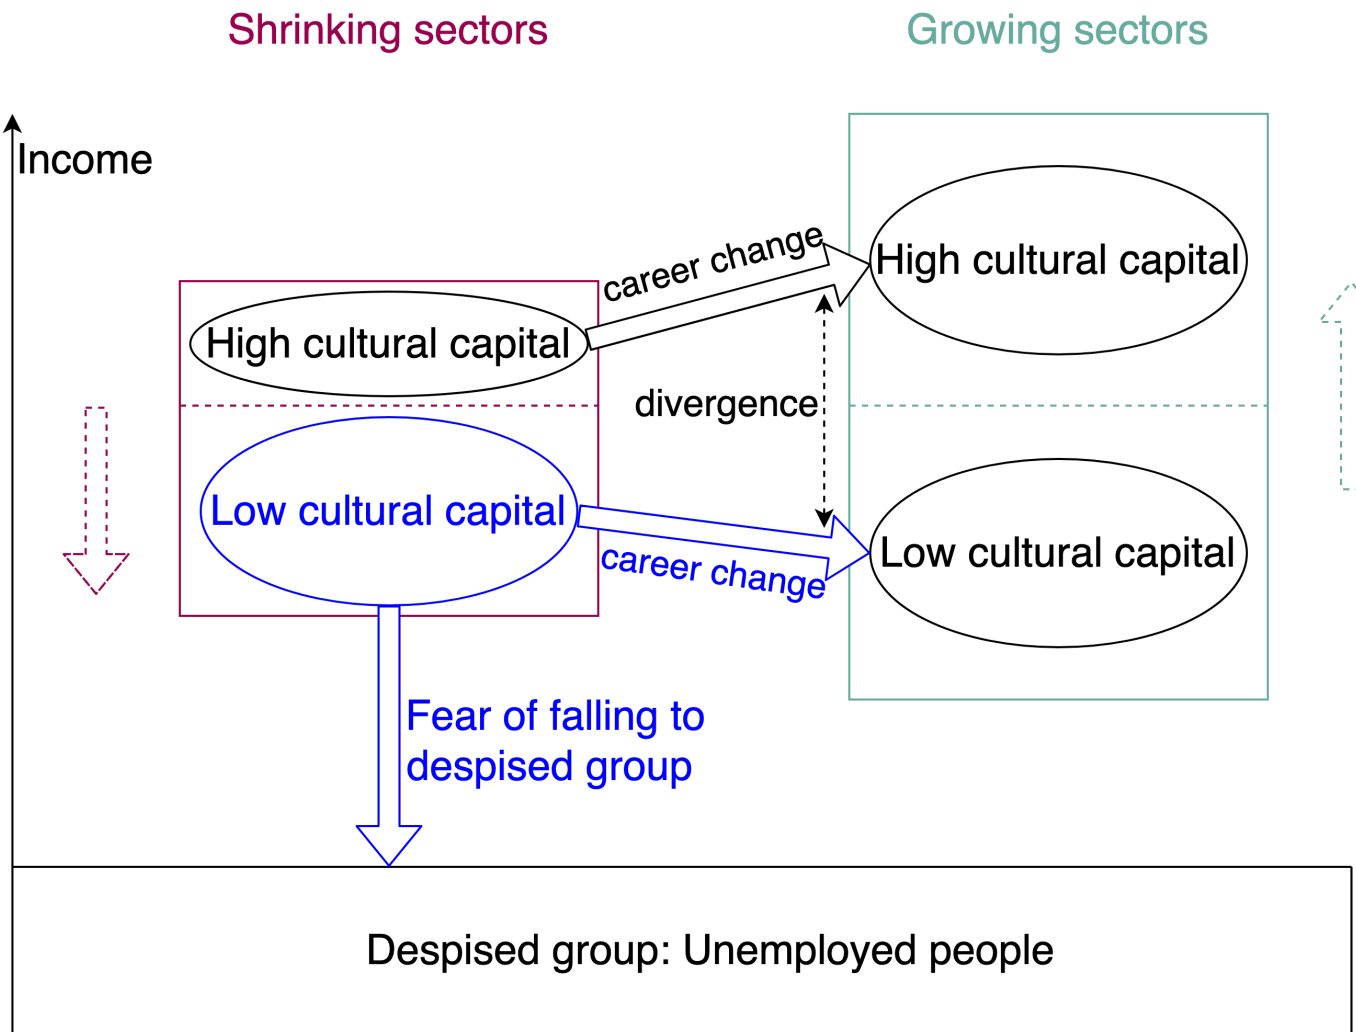 Shrinking sectors
Growing sectors
Income
career change
High cultural capital
High cultural capital
divergence
Low cultural capital
career change
Low cultural capital
Fear of falling to
despised group
Despised group: Unemployed people